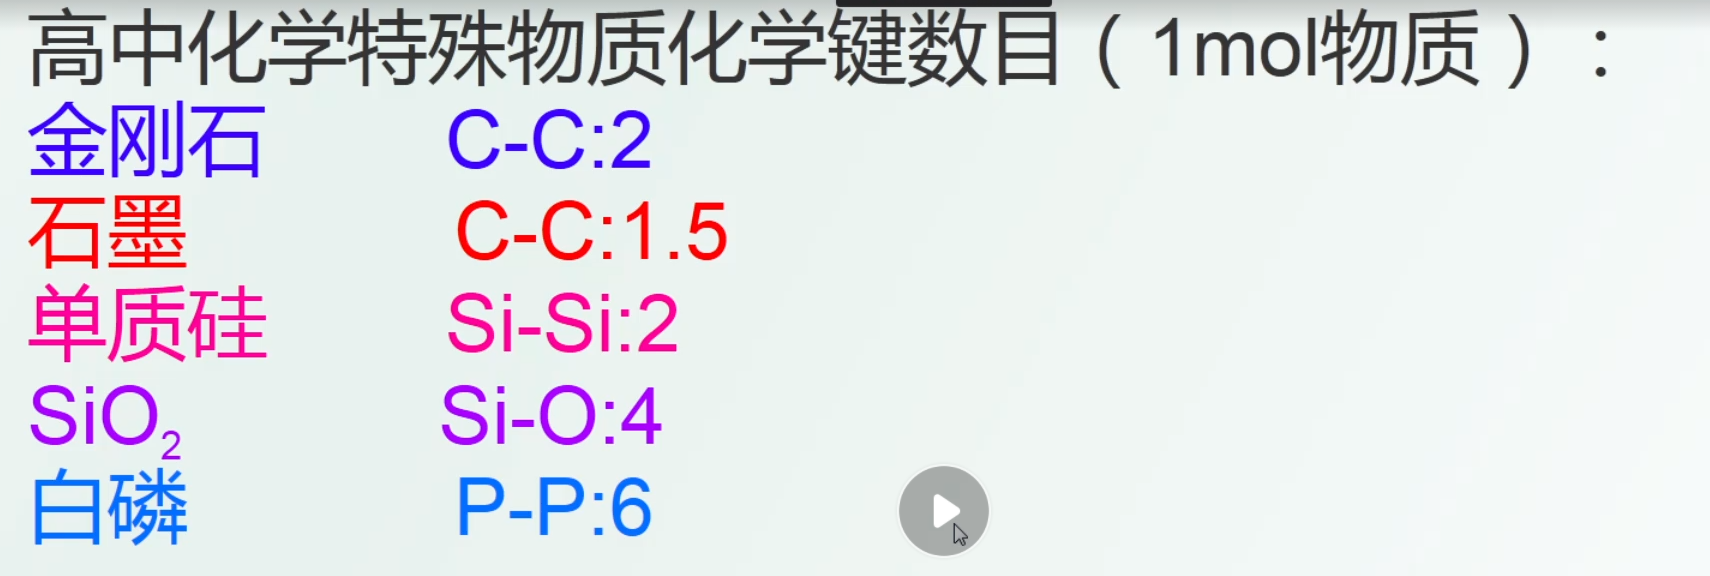 高中化学特殊物质化学键数目（1mol物质）：
金刚石 C-C:2
石墨 C-C:1.5
单质硅 Si-Si:2
SiO₂ Si-O:4
白磷 P-P:6